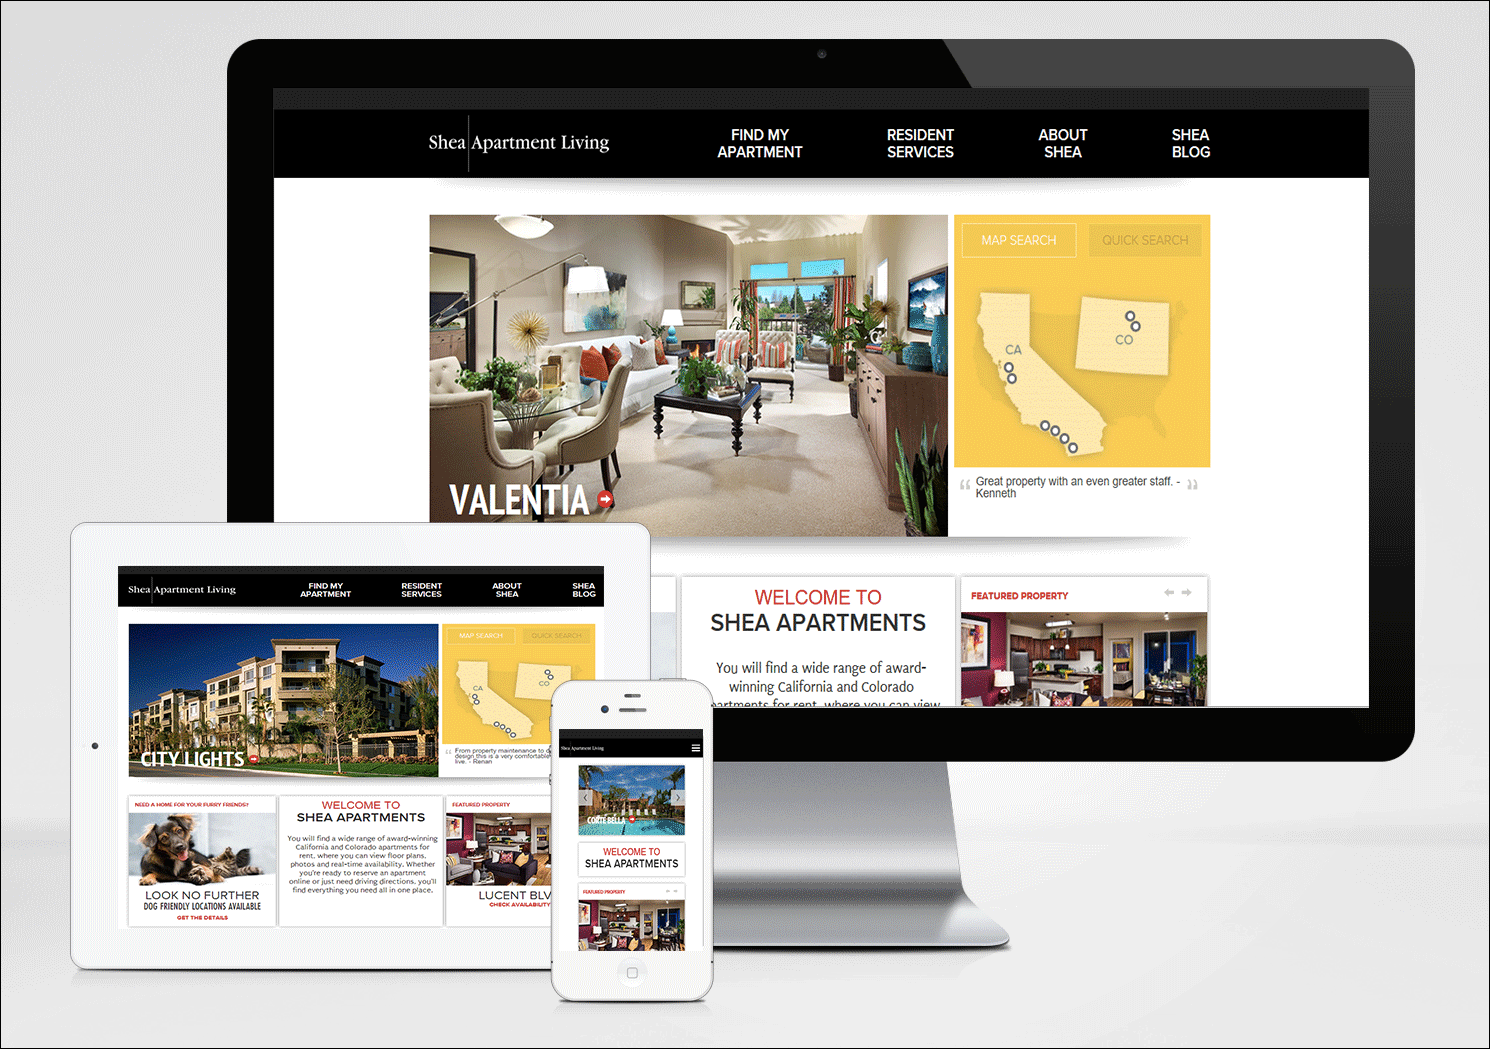 Shea Apartment Living
FIND MY
APARTMENT
RESIDENT
SERVICES
ABOUT
SHEA
SHEA
BLOG
MAP SEARCH
QUICK SEARCH
CA
CO
VALENTIA
“ Great property with an even greater staff. - ”
Kenneth
WELCOME TO
SHEA APARTMENTS
You will find a wide range of award-
winning California and Colorado
apartments for rent, where you can view
FEATURED PROPERTY
Shea Apartment Living
FIND MY
APARTMENT
RESIDENT
SERVICES
ABOUT
SHEA
SHEA
BLOG
MAP SEARCH
QUICK SEARCH
CA
CO
CITY LIGHTS
“ From property maintenance to d
design this is a very comfortable
live. - Renan
NEED A HOME FOR YOUR FURRY FRIENDS?
LOOK NO FURTHER
DOG FRIENDLY LOCATIONS AVAILABLE
GET THE DETAILS
WELCOME TO
SHEA APARTMENTS
You will find a wide range of award-winning
California and Colorado apartments for
rent, where you can view floor plans,
photos and real-time availability. Whether
you're ready to reserve an apartment
online or just need driving directions, you'll
find everything you need all in one place.
FEATURED PROPERTY
LUCENT BLV
CHECK AVAILABILITY
Shea Apartment Living
CORTE BELLA
WELCOME TO
SHEA APARTMENTS
FEATURED PROPERTY